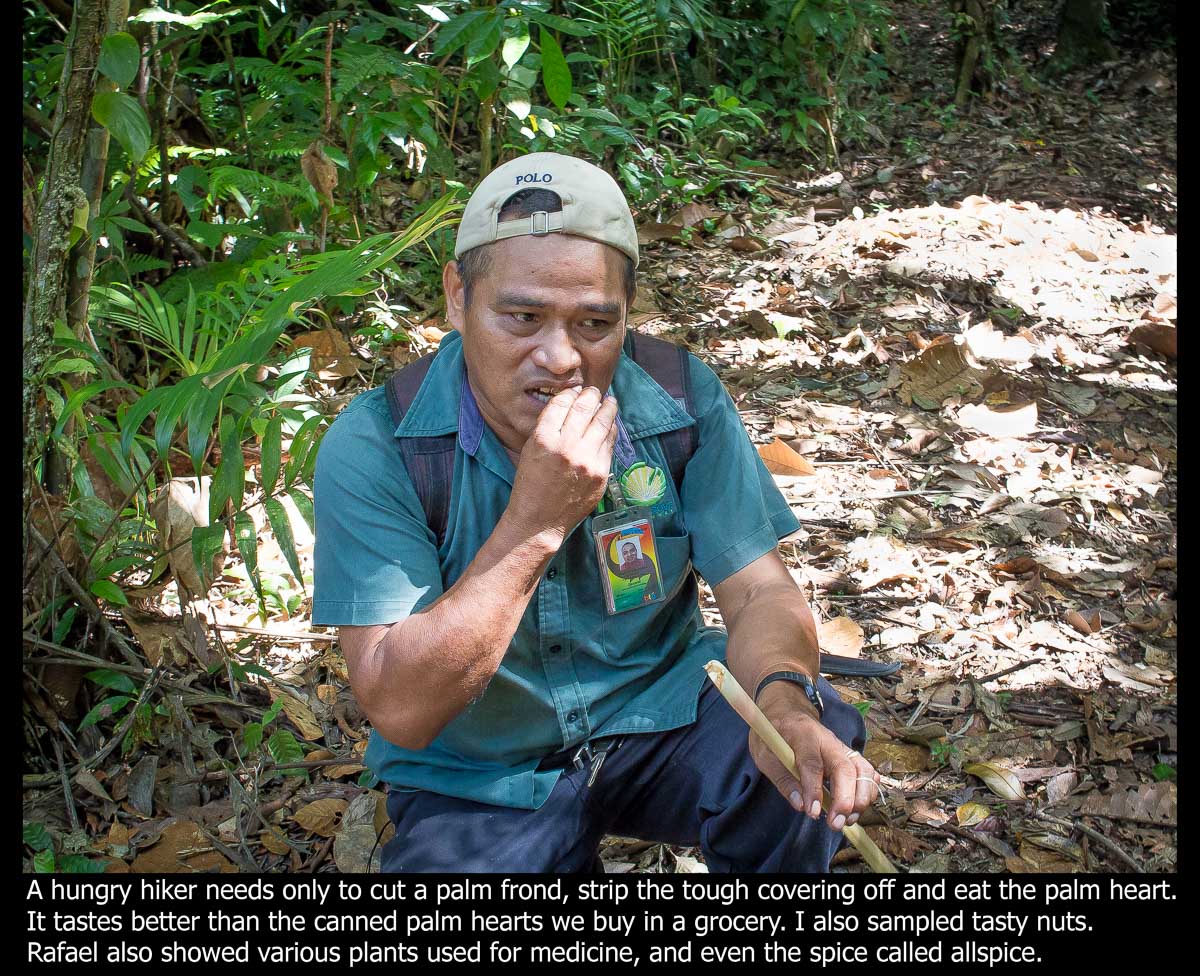 POLO
A hungry hiker needs only to cut a palm frond, strip the tough covering off and eat the palm heart.
It tastes better than the canned palm hearts we buy in a grocery. I also sampled tasty nuts.
Rafael also showed various plants used for medicine, and even the spice called allspice.